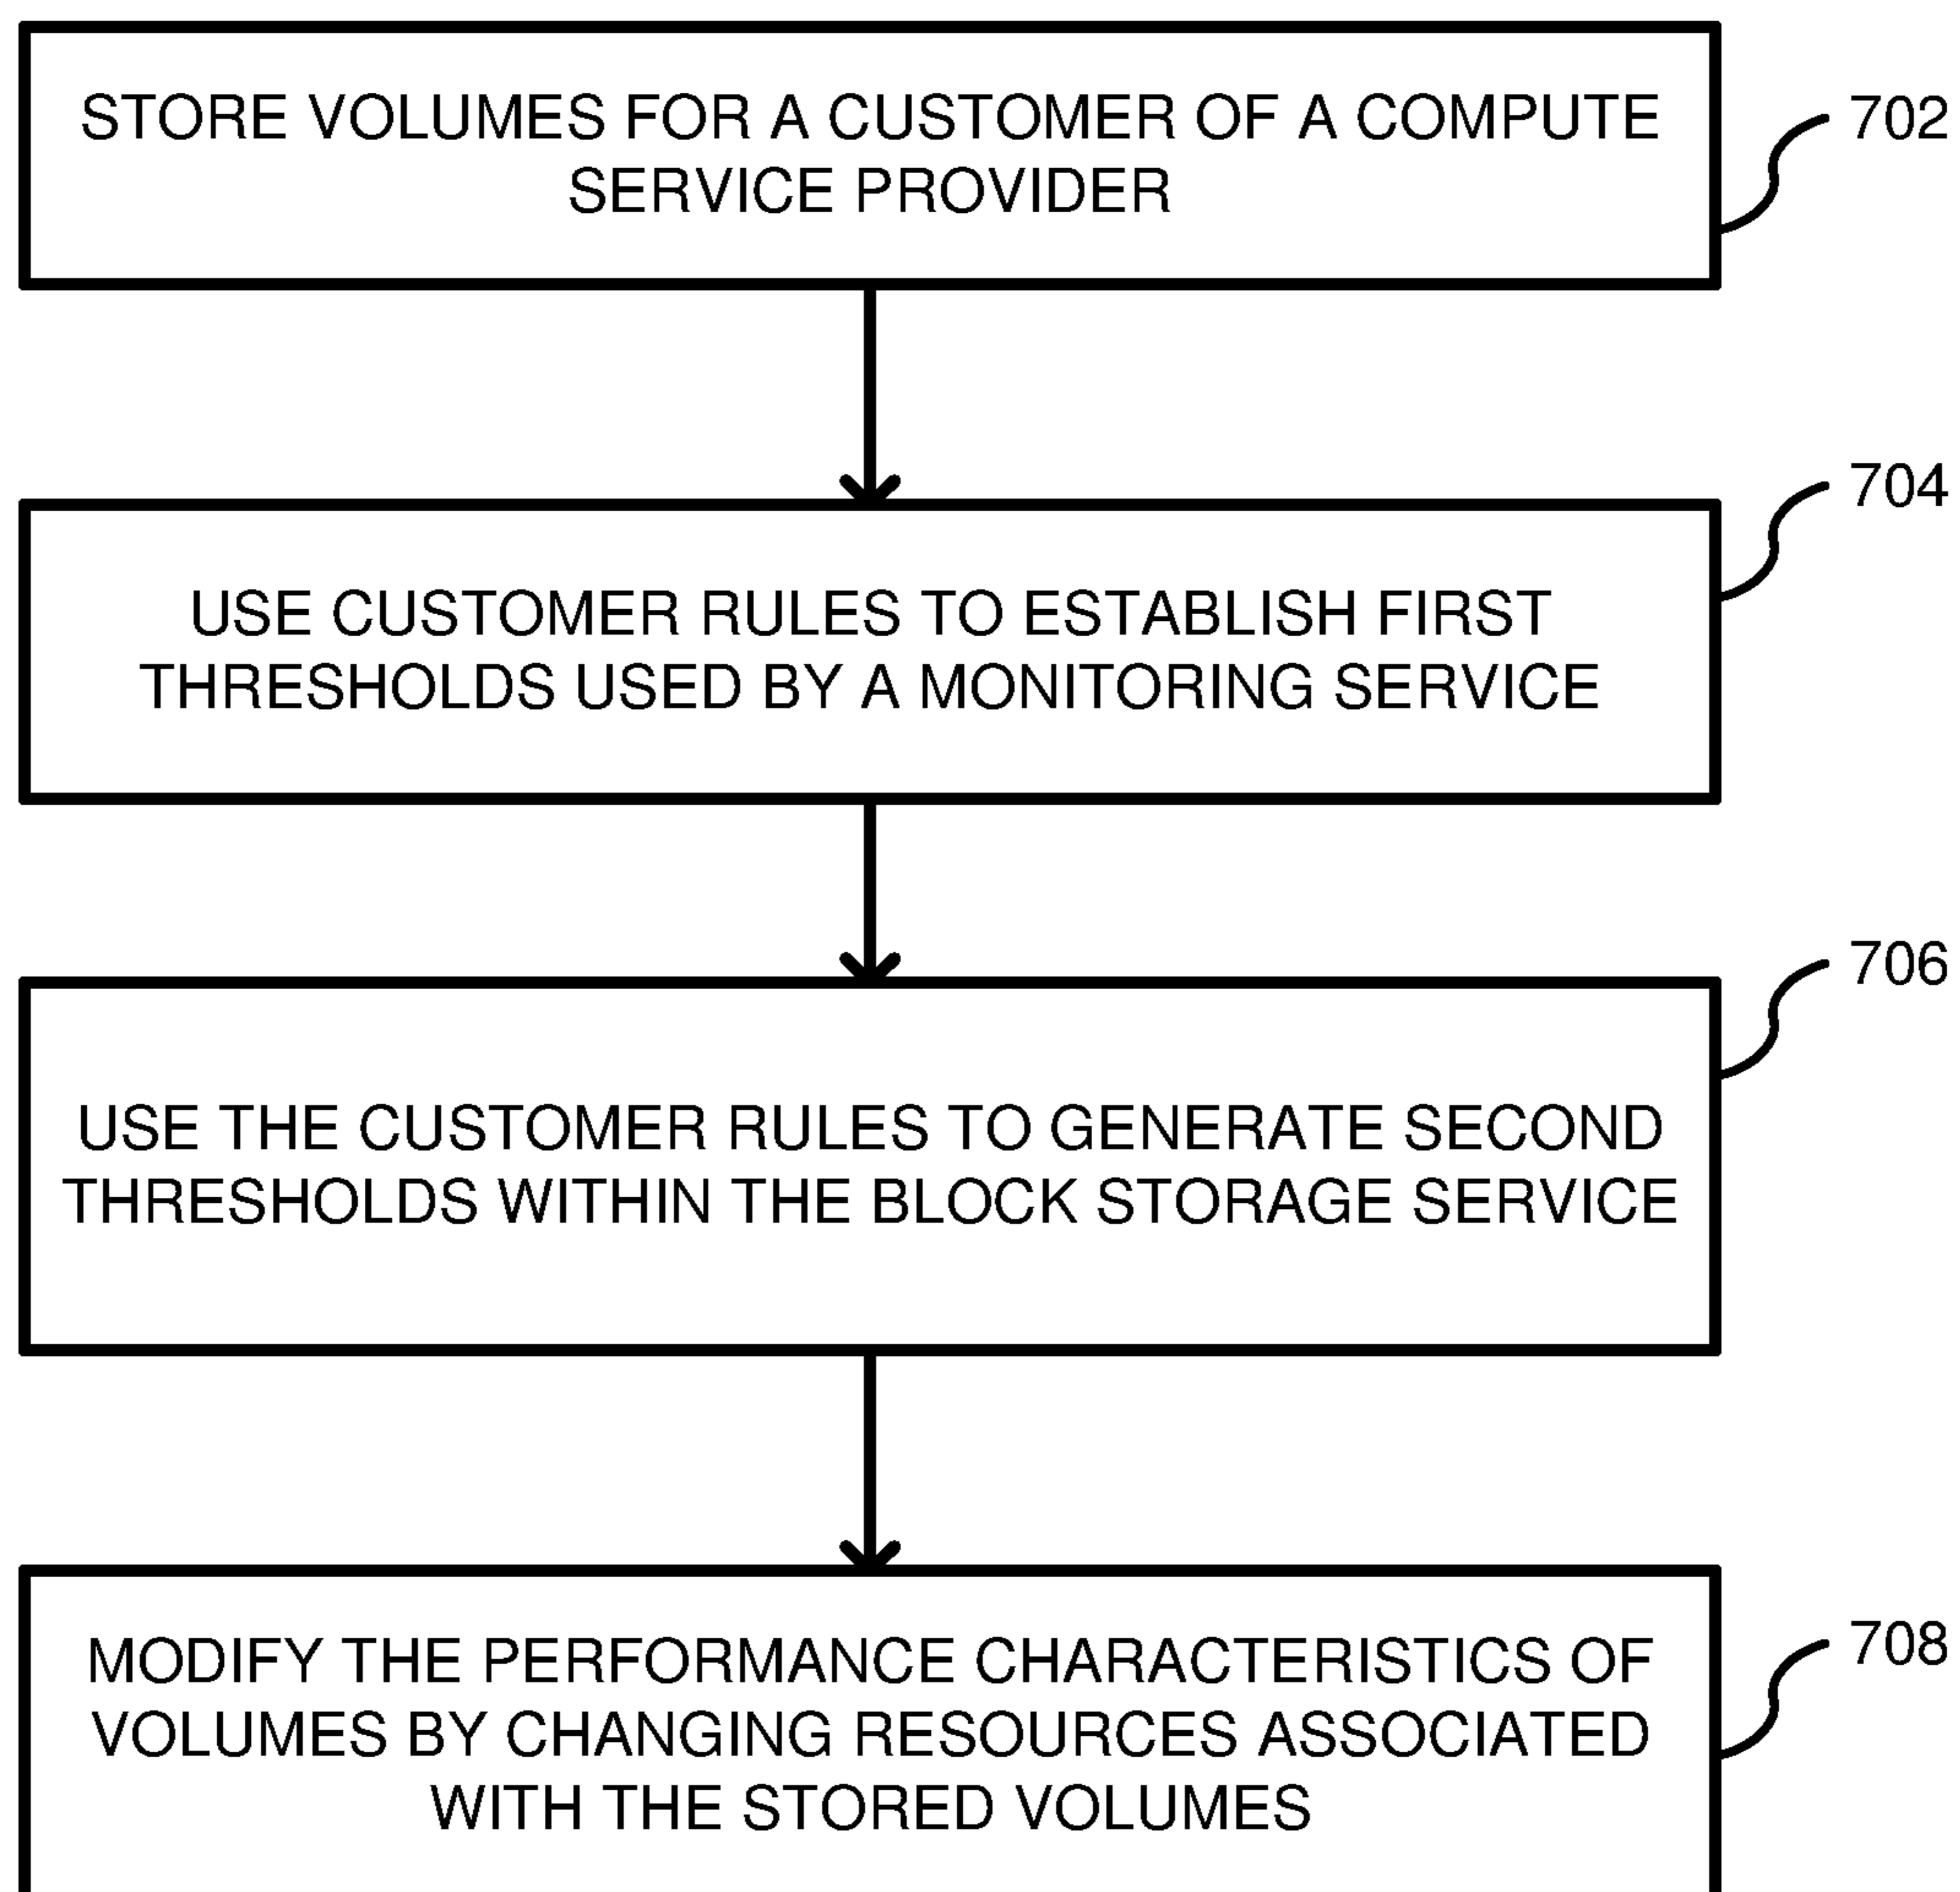 STORE VOLUMES FOR A CUSTOMER OF A COMPUTE
SERVICE PROVIDER
702
704
USE CUSTOMER RULES TO ESTABLISH FIRST
THRESHOLDS USED BY A MONITORING SERVICE
706
USE THE CUSTOMER RULES TO GENERATE SECOND
THRESHOLDS WITHIN THE BLOCK STORAGE SERVICE
708
MODIFY THE PERFORMANCE CHARACTERISTICS OF
VOLUMES BY CHANGING RESOURCES ASSOCIATED
WITH THE STORED VOLUMES